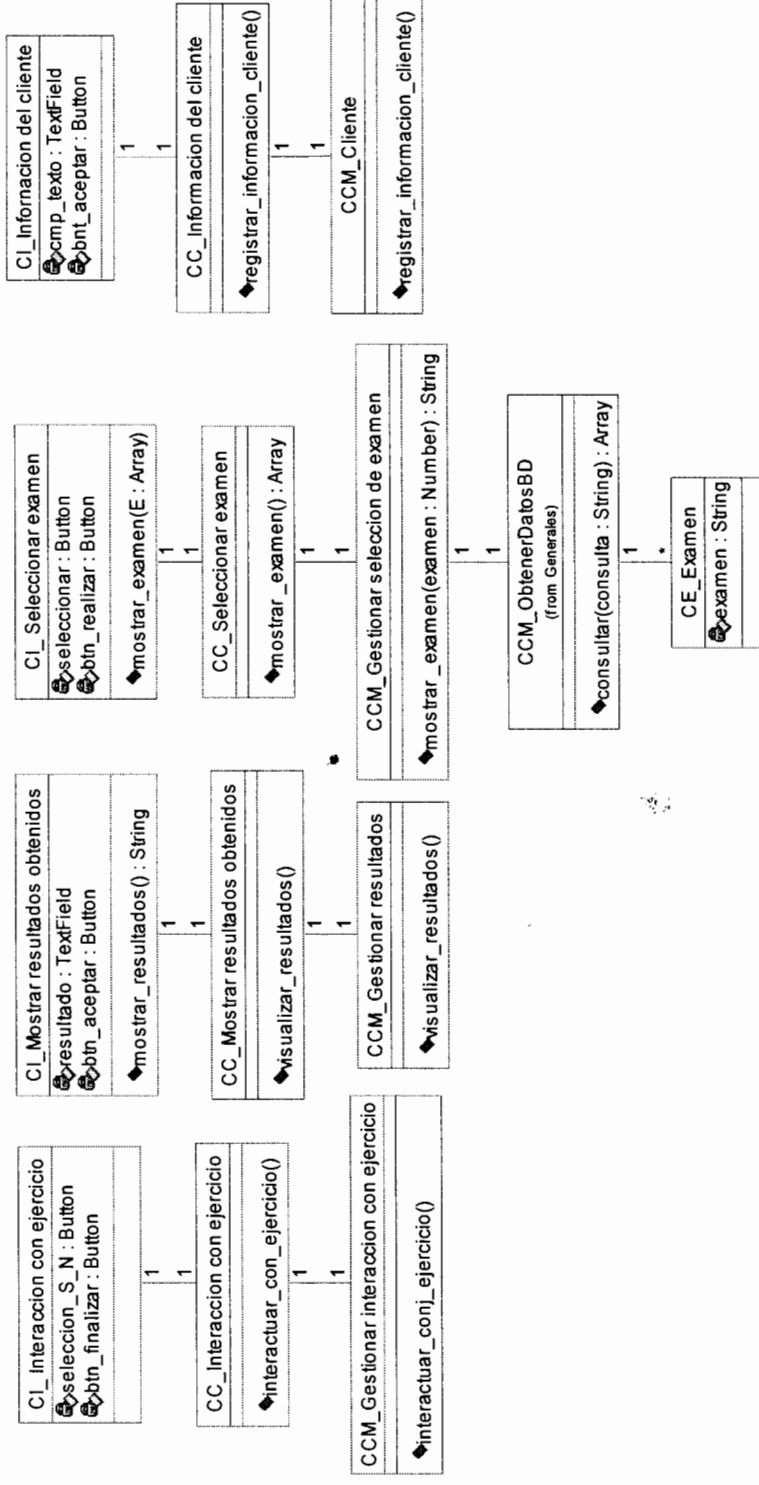 CI_Interaccion con ejercicio
seleccion_S_N : Button
btn_finalizar : Button
1
1
CC_Interaccion con ejercicio
interactuar_con_ejercicio()
1
1
CCM_Gestionar interaccion con ejercicio
interactuar_conj_ejercicio()
CI_Mostrar resultados obtenidos
resultado : TextField
btn_aceptar : Button
mostrar_resultados() : String
1
1
CC_Mostrar resultados obtenidos
visualizar_resultados()
1
1
CCM_Gestionar resultados
visualizar_resultados()
CI_Seleccionar examen
seleccionar : Button
btn_realizar : Button
mostrar_examen(E : Array)
1
1
CC_Seleccionar examen
mostrar_examen() : Array
1
1
CCM_Gestionar seleccion de examen
mostrar_examen(examen : Number) : String
1
1
CCM_ObtenerDatosBD
(from Generales)
consultar(consulta : String) : Array
1
*
CE_Examen
examen : String
CI_Infornacion del cliente
cmp_texto : TextField
bnt_aceptar : Button
1
1
CC_Informacion del cliente
registrar_informacion_cliente()
1
1
CCM_Cliente
registrar_informacion_cliente()